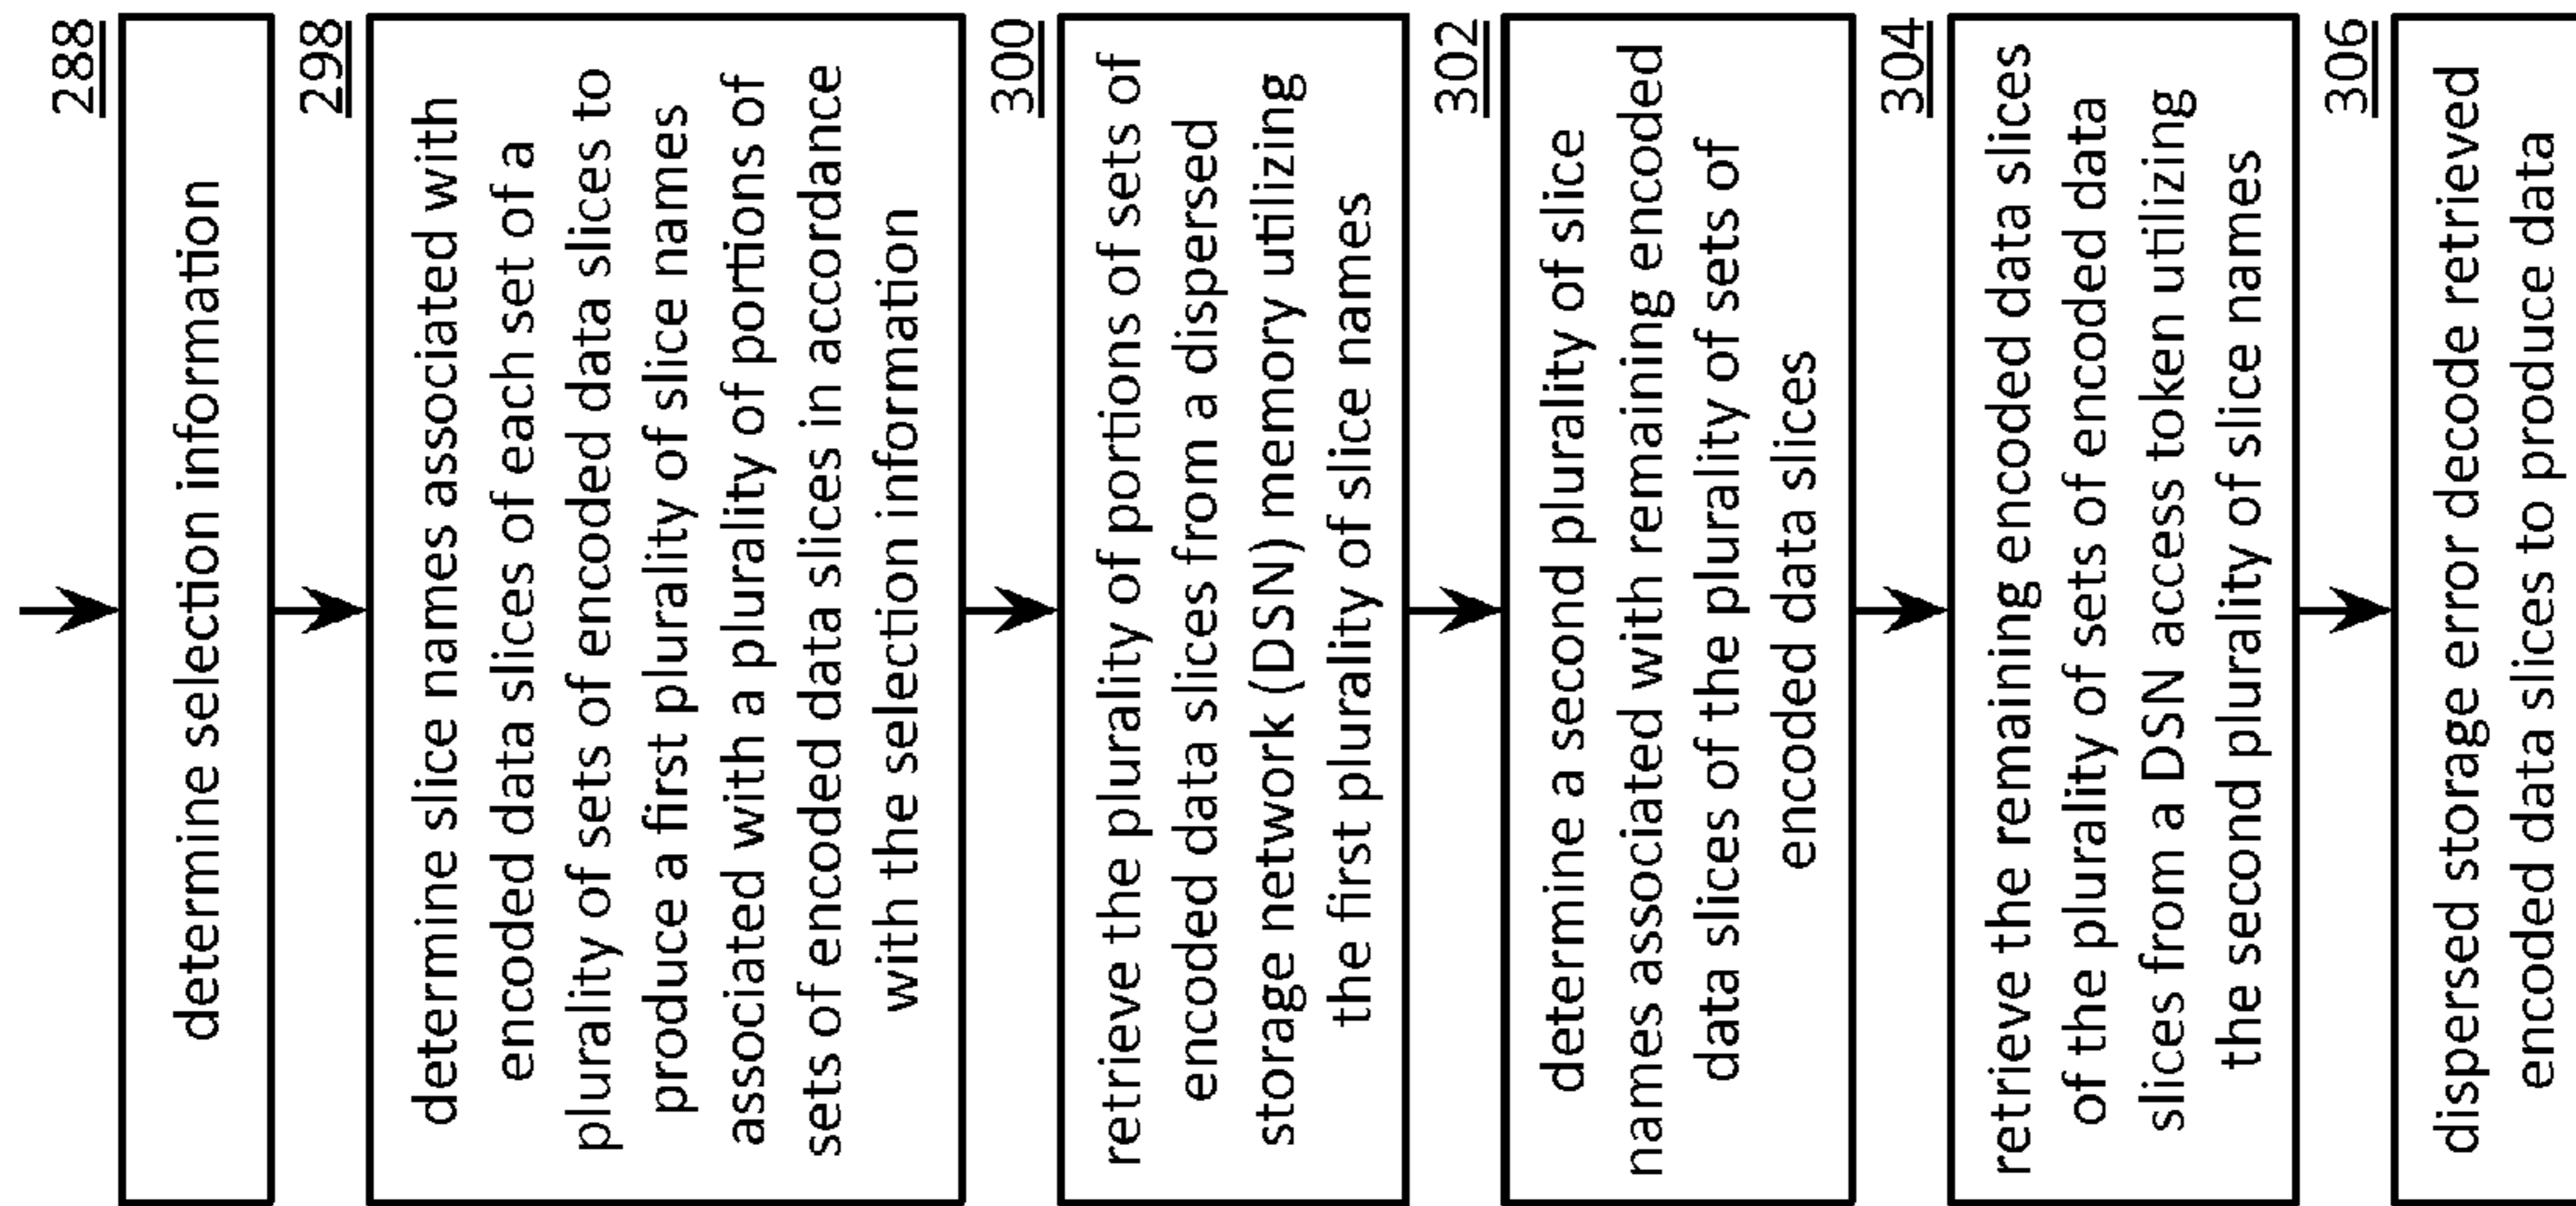 288
determine selection information
298
determine slice names associated with
encoded data slices of each set of a
plurality of sets of encoded data slices to
produce a first plurality of slice names
associated with a plurality of portions of
sets of encoded data slices in accordance
with the selection information
300
retrieve the plurality of portions of sets of
encoded data slices from a dispersed
storage network (DSN) memory utilizing
the first plurality of slice names
302
determine a second plurality of slice
names associated with remaining encoded
data slices of the plurality of sets of
encoded data slices
304
retrieve the remaining encoded data slices
of the plurality of sets of encoded data
slices from a DSN access token utilizing
the second plurality of slice names
306
dispersed storage error decode retrieved
encoded data slices to produce data